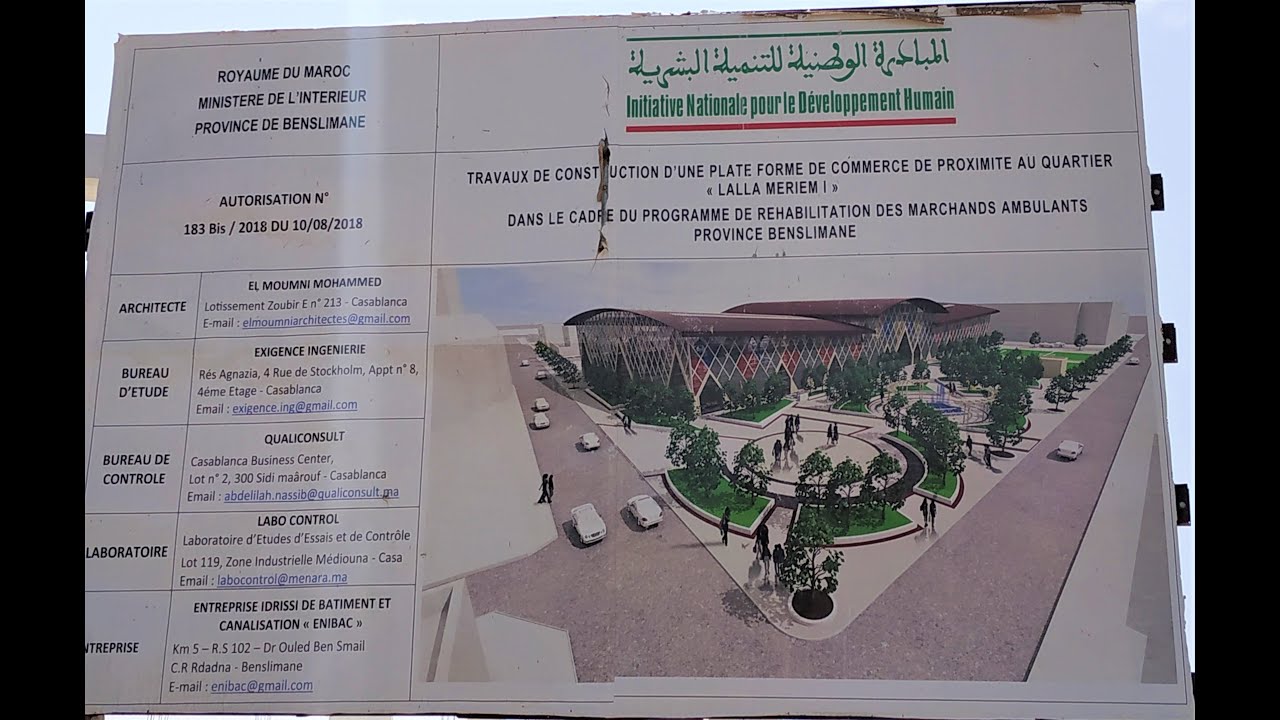 ROYAUME DU MAROC
MINISTERE DE L'INTERIEUR
PROVINCE DE BENSLIMANE
المبادرة الوطنية للتنمية البشرية
Initiative Nationale pour le Développement Humain
AUTORISATION N°
183 Bis / 2018 DU 10/08/2018
TRAVAUX DE CONSTRUCTION D'UNE PLATE FORME DE COMMERCE DE PROXIMITE AU QUARTIER
« LALLA MERIEM I »
DANS LE CADRE DU PROGRAMME DE REHABILITATION DES MARCHANDS AMBULANTS
PROVINCE BENSLIMANE
ARCHITECTE
EL MOUMNI MOHAMMED
Lotissement Zoubir E n° 213 - Casablanca
E-mail : elmoumniarchitectes@gmail.com
BUREAU
D'ETUDE
EXIGENCE INGENIERIE
Rés Agnazia, 4 Rue de Stockholm, Appt n° 8,
4éme Etage - Casablanca
Email : exigence.ing@gmail.com
BUREAU DE
CONTROLE
QUALICONSULT
Casablanca Business Center,
Lot n° 2, 300 Sidi maârouf - Casablanca
Email : abdelilah.nassib@qualiconsult.ma
LABORATOIRE
LABO CONTROL
Laboratoire d'Etudes d'Essais et de Contrôle
Lot 119, Zone Industrielle Médiouna - Casa
Email : labocontrol@menara.ma
NTREPRISE
ENTREPRISE IDRISSI DE BATIMENT ET
CANALISATION « ENIBAC »
Km 5 – R.S 102 – Dr Ouled Ben Smail
C.R Rdadna - Benslimane
E-mail : enibac@gmail.com